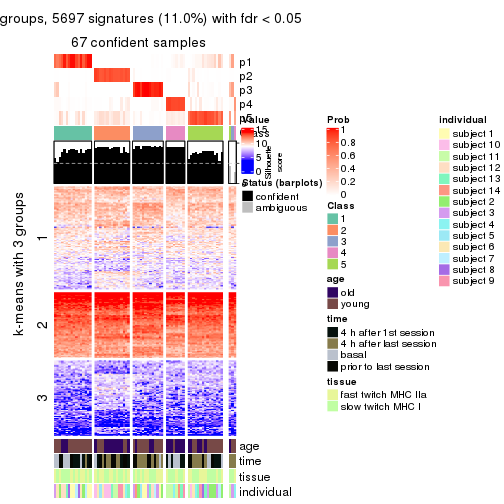 groups, 5697 signatures (11.0%) with fdr < 0.05
67 confident samples
p1
p2
p3
p4
p5
Class
Silhouette
score
k-means with 3 groups
1
2
3
age
time
tissue
individual
Value
15
10
5
0
Status (barplots)
confident
ambiguous
Prob
1
0.8
0.6
0.4
0.2
0
Class
1
2
3
4
5
age
old
young
time
4 h after 1st session
4 h after last session
basal
prior to last session
tissue
fast twitch MHC IIa
slow twitch MHC I
individual
subject 1
subject 10
subject 11
subject 12
subject 13
subject 14
subject 2
subject 3
subject 4
subject 5
subject 6
subject 7
subject 8
subject 9